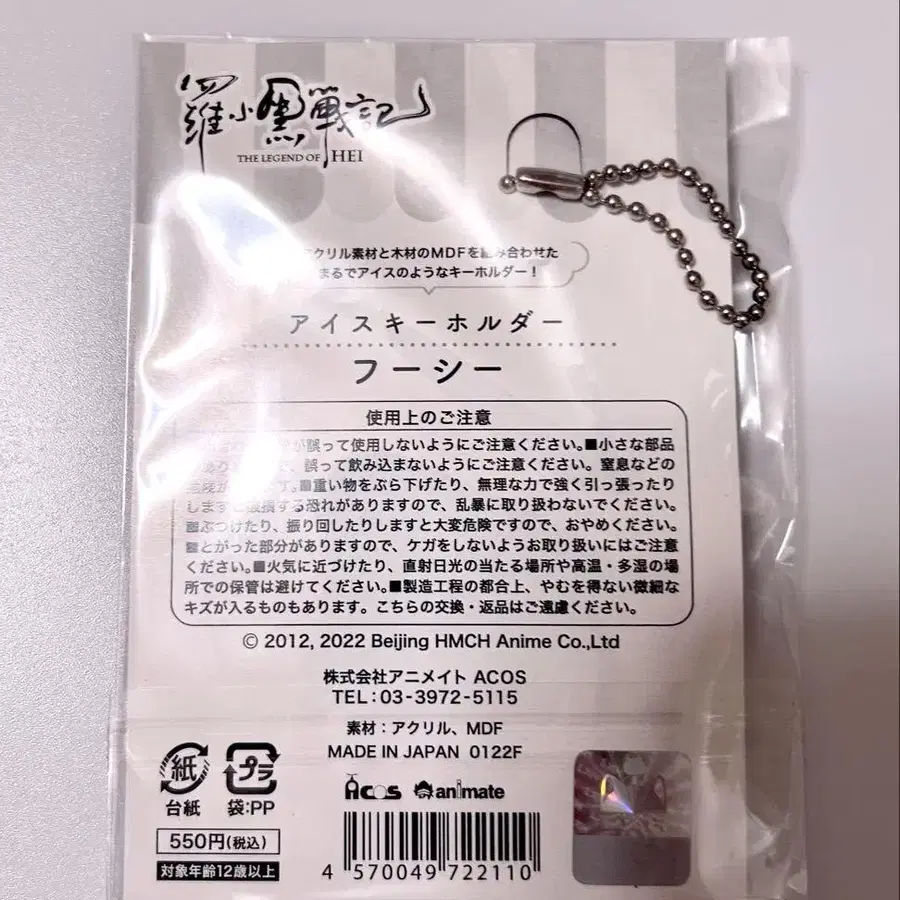 羅小黒戦記
THE LEGEND OF HEI
クリル素材と木材のMDFを組み合わせた
まるでアイスのようなキーホルダー！
アイスキーホルダー
フーシー
使用上のご注意
が誤って使用しないようにご注意ください。■小さな部品
誤って飲み込まないようにご注意ください。窒息などの
す。■重い物をぶら下げたり、無理な力で強く引っ張ったり
しますと破損する恐れがありますので、乱暴に取り扱わないでください。
■ぶつけたり、振り回したりしますと大変危険ですので、おやめください。
■とがった部分がありますので、ケガをしないようお取り扱いにはご注意
ください。■火気に近づけたり、直射日光の当たる場所や高温・多湿の場
所での保管は避けてください。■製造工程の都合上、やむを得ない微細な
キズが入るものもあります。こちらの交換・返品はご遠慮ください。
© 2012, 2022 Beijing HMCH Anime Co.,Ltd
株式会社アニメイト ACOS
TEL:03-3972-5115
素材：アクリル、MDF
MADE IN JAPAN 0122F
紙
台紙
プラ
袋:PP
Acos
animate
550円(税込)
対象年齢12歳以上
4 570049 722110